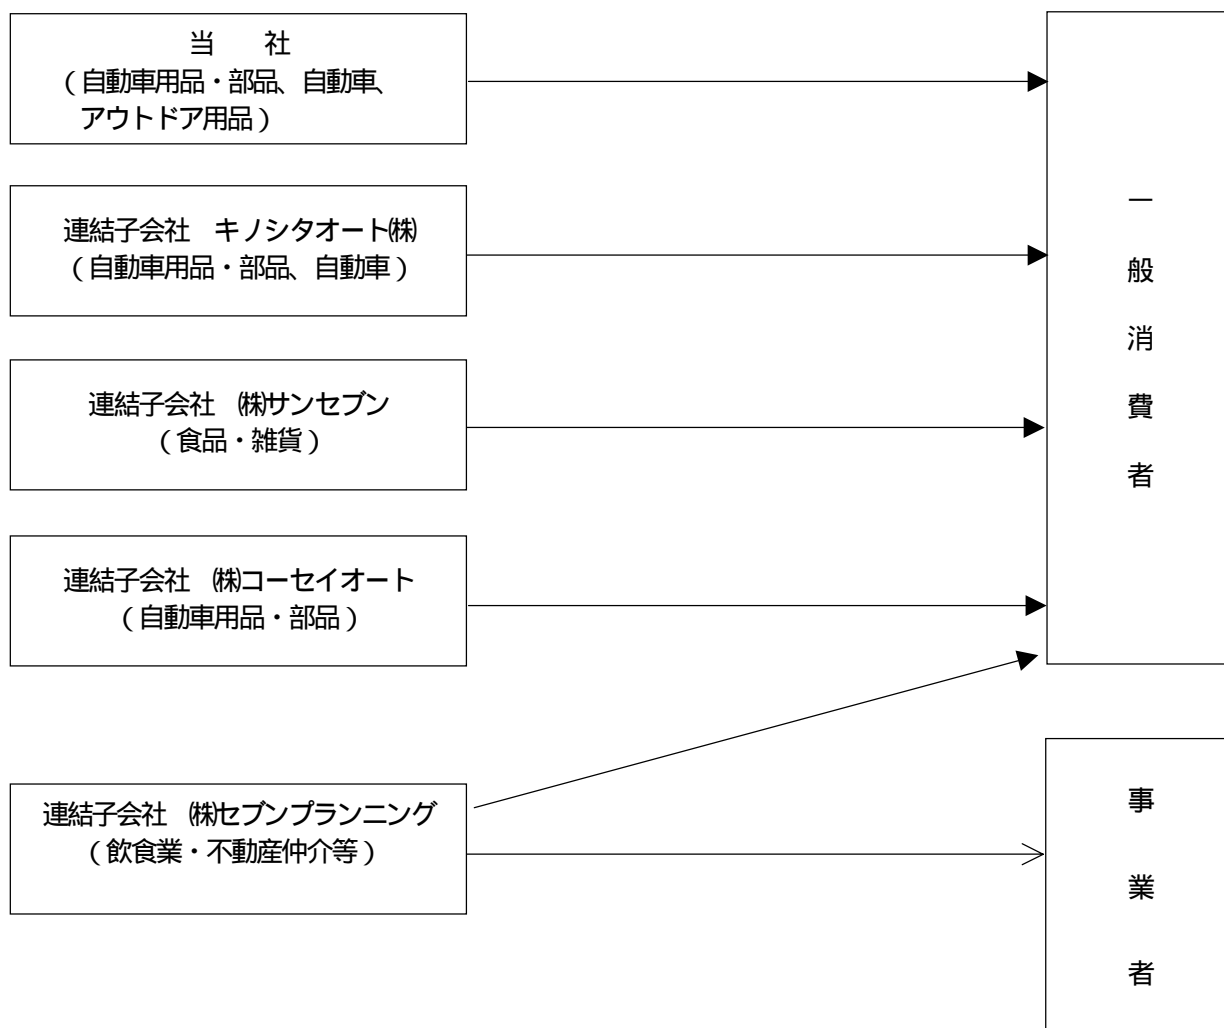 当　　社
（自動車用品・部品、自動車、
アウトドア用品）
連結子会社　キノシタオート㈱
（自動車用品・部品、自動車）
連結子会社　㈱サンセブン
（食品・雑貨）
連結子会社　㈱コーセイオート
（自動車用品・部品）
連結子会社　㈱セブンプランニング
（飲食業・不動産仲介等）
一般消費者
事業者